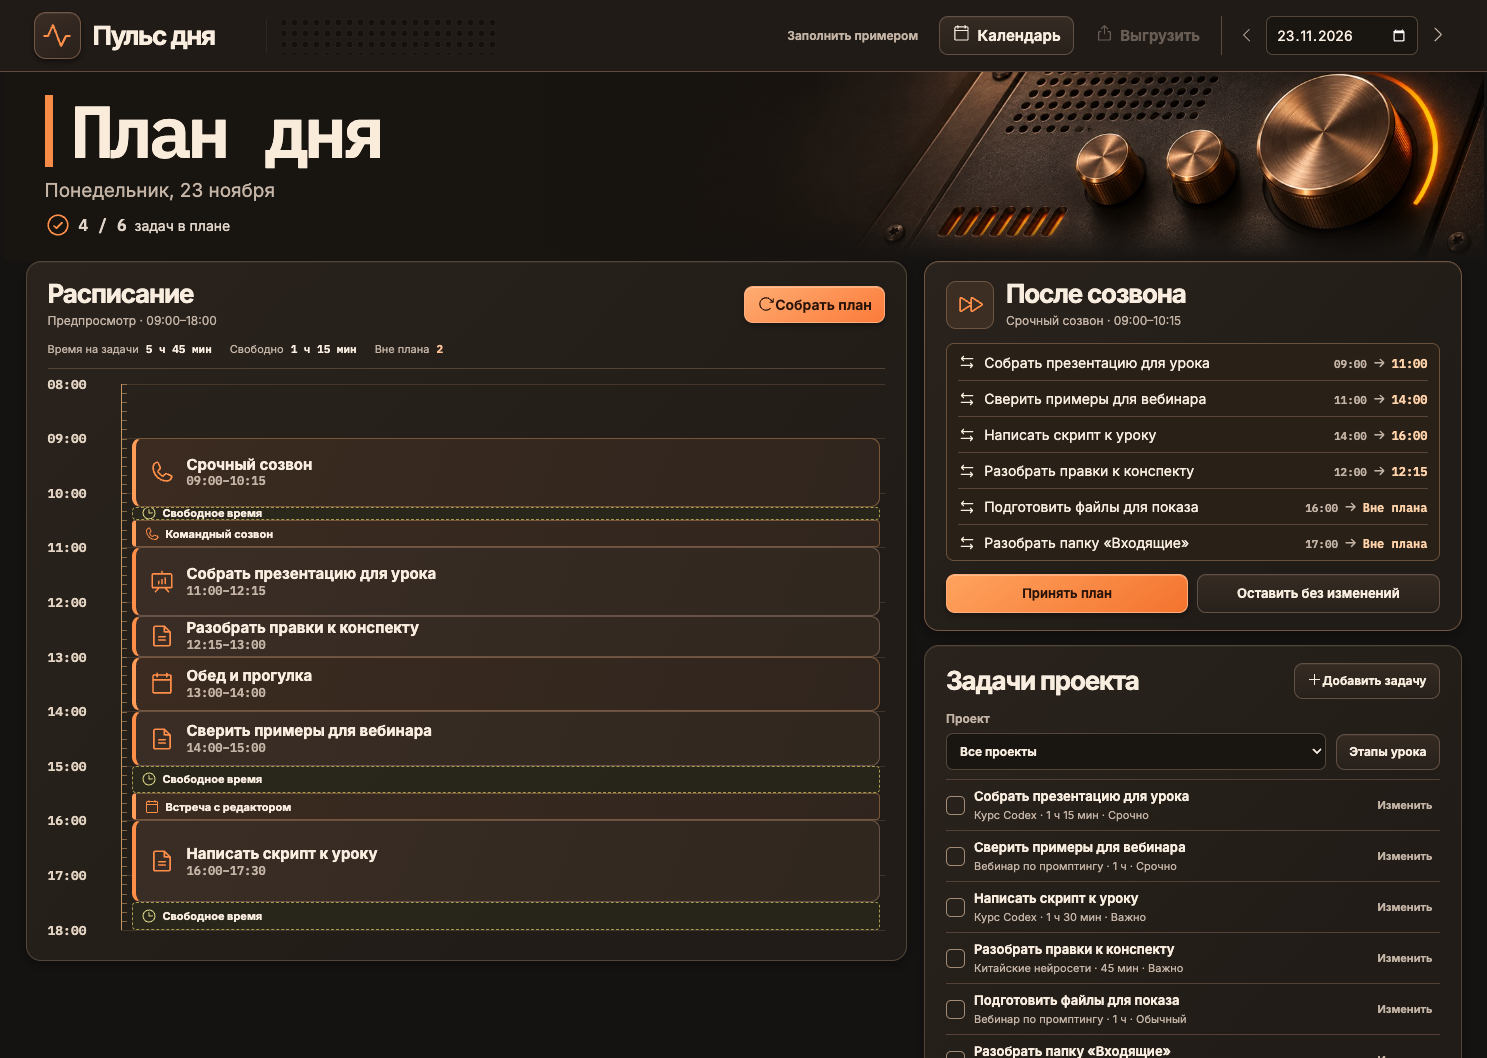 Пульс дня
Заполнить примером
Календарь
Выгрузить
23.11.2026
План дня
Понедельник, 23 ноября
4 / 6 задач в плане
Расписание
Предпросмотр · 09:00–18:00
Собрать план
Время на задачи 5 ч 45 мин Свободно 1 ч 15 мин Вне плана 2
08:00
09:00
Срочный созвон
09:00–10:15
10:00
Свободное время
Командный созвон
11:00
Собрать презентацию для урока
11:00–12:15
12:00
Разобрать правки к конспекту
12:15–13:00
13:00
Обед и прогулка
13:00–14:00
14:00
Сверить примеры для вебинара
14:00–15:00
15:00
Свободное время
Встреча с редактором
16:00
Написать скрипт к уроку
16:00–17:30
17:00
Свободное время
18:00
После созвона
Срочный созвон · 09:00–10:15
Собрать презентацию для урока 09:00 → 11:00
Сверить примеры для вебинара 11:00 → 14:00
Написать скрипт к уроку 14:00 → 16:00
Разобрать правки к конспекту 12:00 → 12:15
Подготовить файлы для показа 16:00 → Вне плана
Разобрать папку «Входящие» 17:00 → Вне плана
Принять план
Оставить без изменений
Задачи проекта
Добавить задачу
Проект
Все проекты
Этапы урока
Собрать презентацию для урока
Курс Codex · 1 ч 15 мин · Срочно
Изменить
Сверить примеры для вебинара
Вебинар по промптингу · 1 ч · Срочно
Изменить
Написать скрипт к уроку
Курс Codex · 1 ч 30 мин · Важно
Изменить
Разобрать правки к конспекту
Китайские нейросети · 45 мин · Важно
Изменить
Подготовить файлы для показа
Вебинар по промптингу · 1 ч · Обычный
Изменить
Разобрать папку «Входящие»